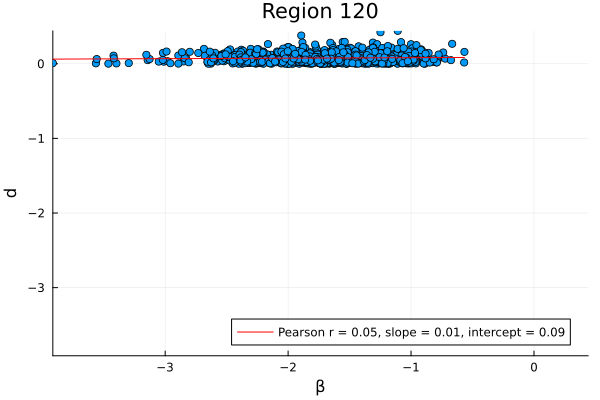 Region 120
d
0
−1
−2
−3
Pearson r = 0.05, slope = 0.01, intercept = 0.09
−3 −2 −1 0
β